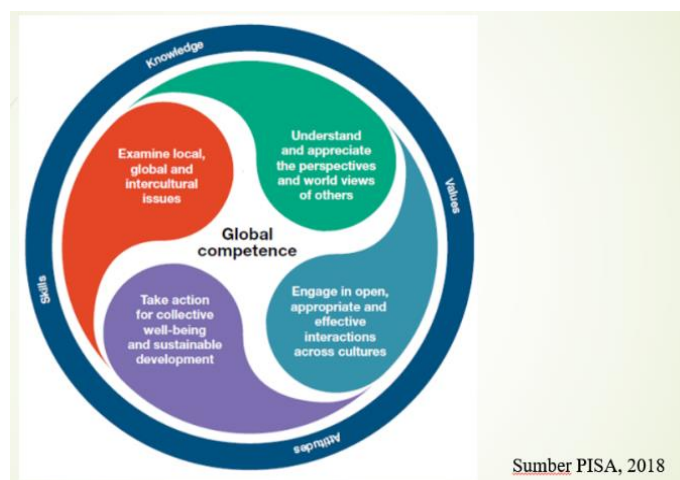 Knowledge
Examine local,
global and
intercultural
issues
Understand
and appreciate
the perspectives
and world views
of others
Values
Global
competence
Skills
Take action
for collective
well-being
and sustainable
development
Engage in open,
appropriate and
effective
interactions
across cultures
Attitudes
Sumber PISA, 2018